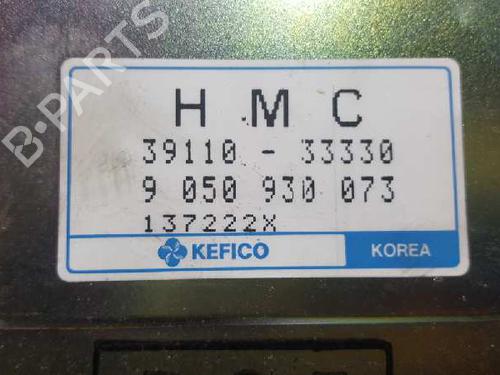 B-PARTS
H M C
39110 - 33330
9 050 930 073
137222X
KEFICO KOREA